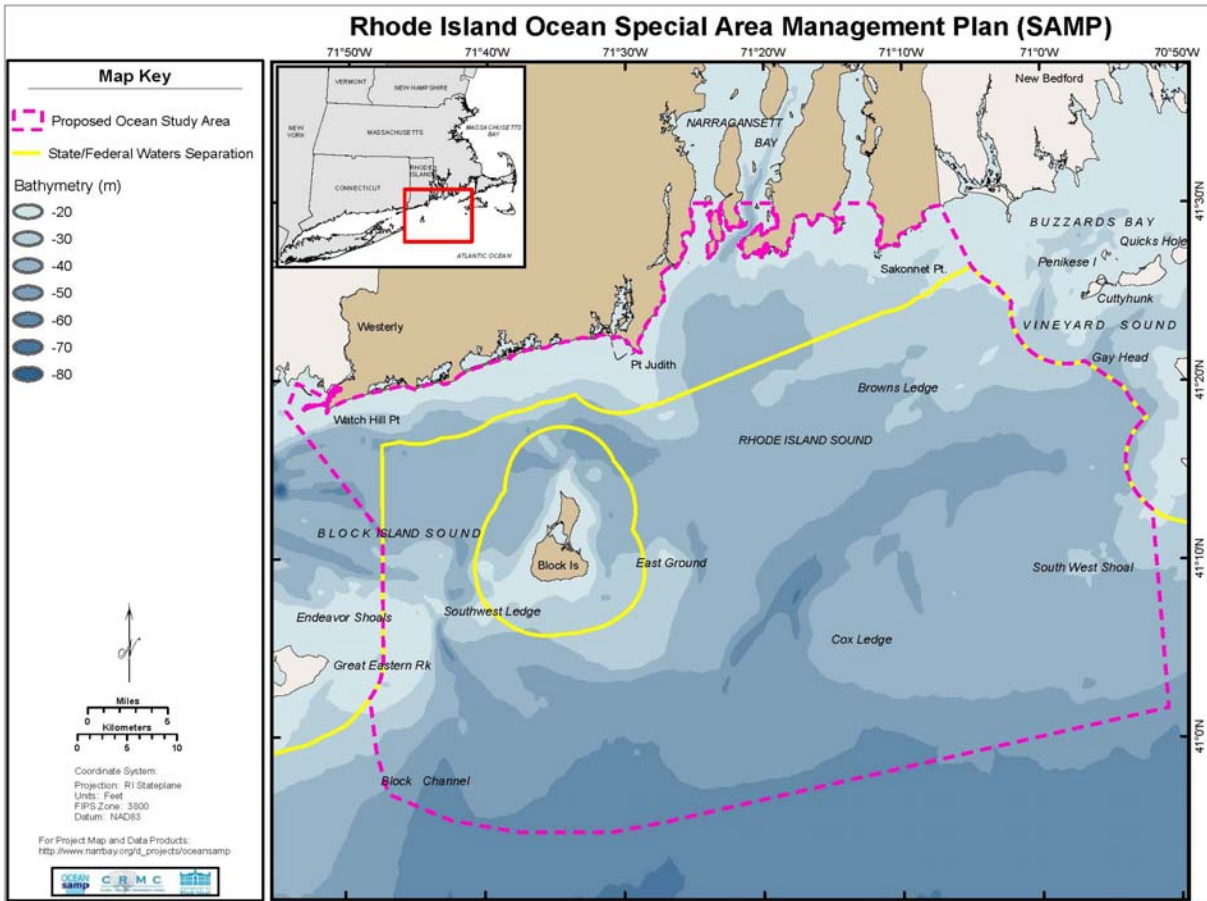 Rhode Island Ocean Special Area Management Plan (SAMP)
71°50'W 71°40'W 71°30'W 71°20'W 71°10'W 71°0'W 70°50'W
Map Key
Proposed Ocean Study Area
State/Federal Waters Separation
Bathymetry (m)
-20
-30
-40
-50
-60
-70
-80
N
Miles
0 5
Kilometers
0 5 10
Coordinate System:
Projection: RI Stateplane
Units: Feet
FIPS Zone: 3800
Datum: NAD83
For Project Map and Data Products:
http://www.narrbay.org/d_projects/oceansamp
OCEAN
samp
CRMC
VERMONT
NEW HAMPSHIRE
NEW
YORK
MASSACHUSETTS
MASSACHUSETTS
BAY
CONNECTICUT
RHODE
ISLAND
ATLANTIC OCEAN
New Bedford
NARRAGANSETT
BAY
BUZZARDS BAY
Quicks Hole
Penikese I
Sakonnet Pt.
Cuttyhunk
VINEYARD SOUND
Westerly
Gay Head
Pt Judith
Browns Ledge
Watch Hill Pt
RHODE ISLAND SOUND
BLOCK ISLAND SOUND
Block Is
East Ground
South West Shoal
Endeavor Shoals
Southwest Ledge
Cox Ledge
Great Eastern Rk
Block Channel
41°30'N
41°20'N
41°10'N
41°0'N